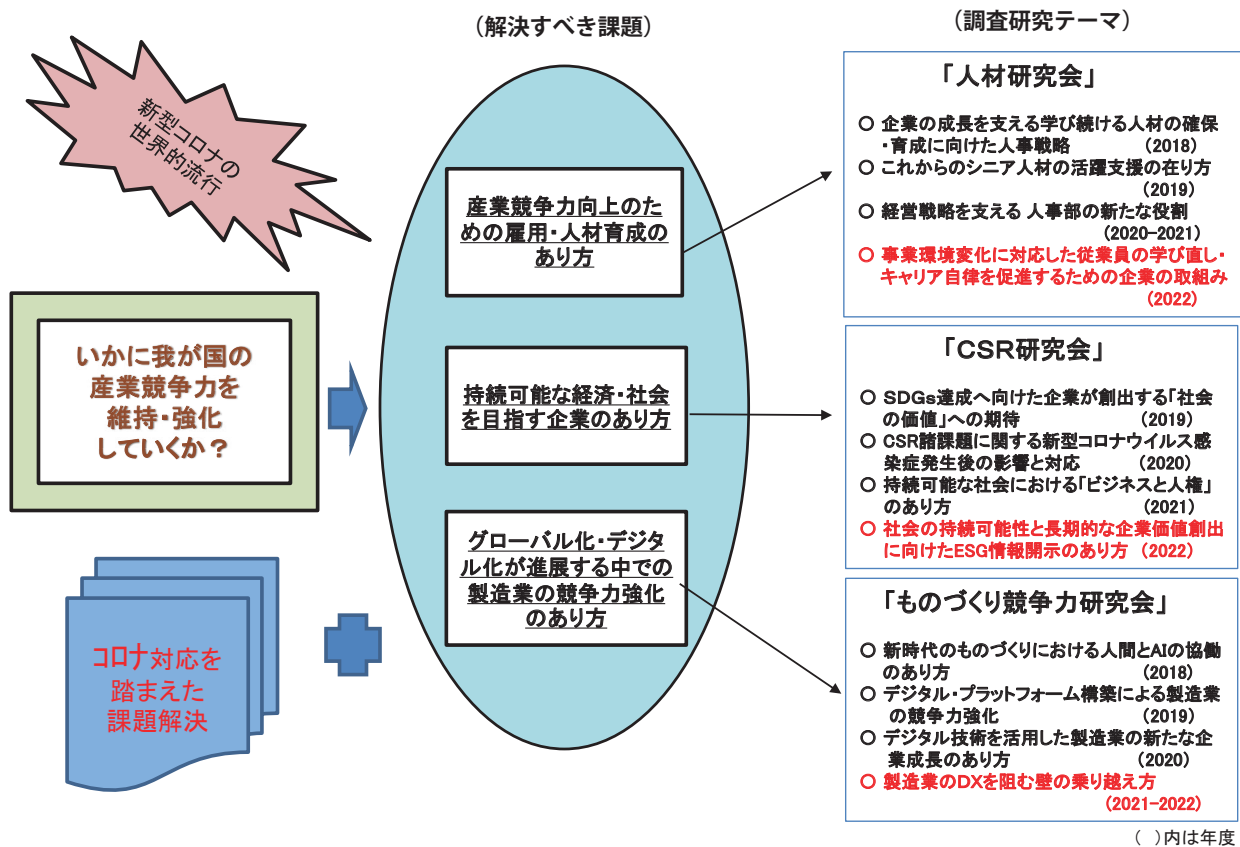 (解決すべき課題)
(調査研究テーマ)
新型コロナの
世界的流行
いかに我が国の
産業競争力を
維持・強化
していくか？
コロナ対応を
踏まえた
課題解決
産業競争力向上のた
めの雇用・人材育成の
あり方
持続可能な経済・社会
を目指す企業のあり方
グローバル化・デジタ
ル化が進展する中での
製造業の競争力強化
のあり方
「人材研究会」
○ 企業の成長を支える学び続ける人材の確保
・育成に向けた人事戦略 (2018)
○ これからのシニア人材の活躍支援の在り方
(2019)
○ 経営戦略を支える 人事部の新たな役割
(2020-2021)
○ 事業環境変化に対応した従業員の学び直し・
キャリア自律を促進するための企業の取組み
(2022)
「CSR研究会」
○ SDGs達成へ向けた企業が創出する「社会
の価値」への期待 (2019)
○ CSR諸課題に関する新型コロナウイルス感
染症発生後の影響と対応 (2020)
○ 持続可能な社会における「ビジネスと人権」
のあり方 (2021)
○ 社会の持続可能性と長期的な企業価値創出
に向けたESG情報開示のあり方 (2022)
「ものづくり競争力研究会」
○ 新時代のものづくりにおける人間とAIの協働
のあり方 (2018)
○ デジタル・プラットフォーム構築による製造業
の競争力強化 (2019)
○ デジタル技術を活用した製造業の新たな企
業成長のあり方 (2020)
○ 製造業のDXを阻む壁の乗り越え方
(2021-2022)
( )内は年度